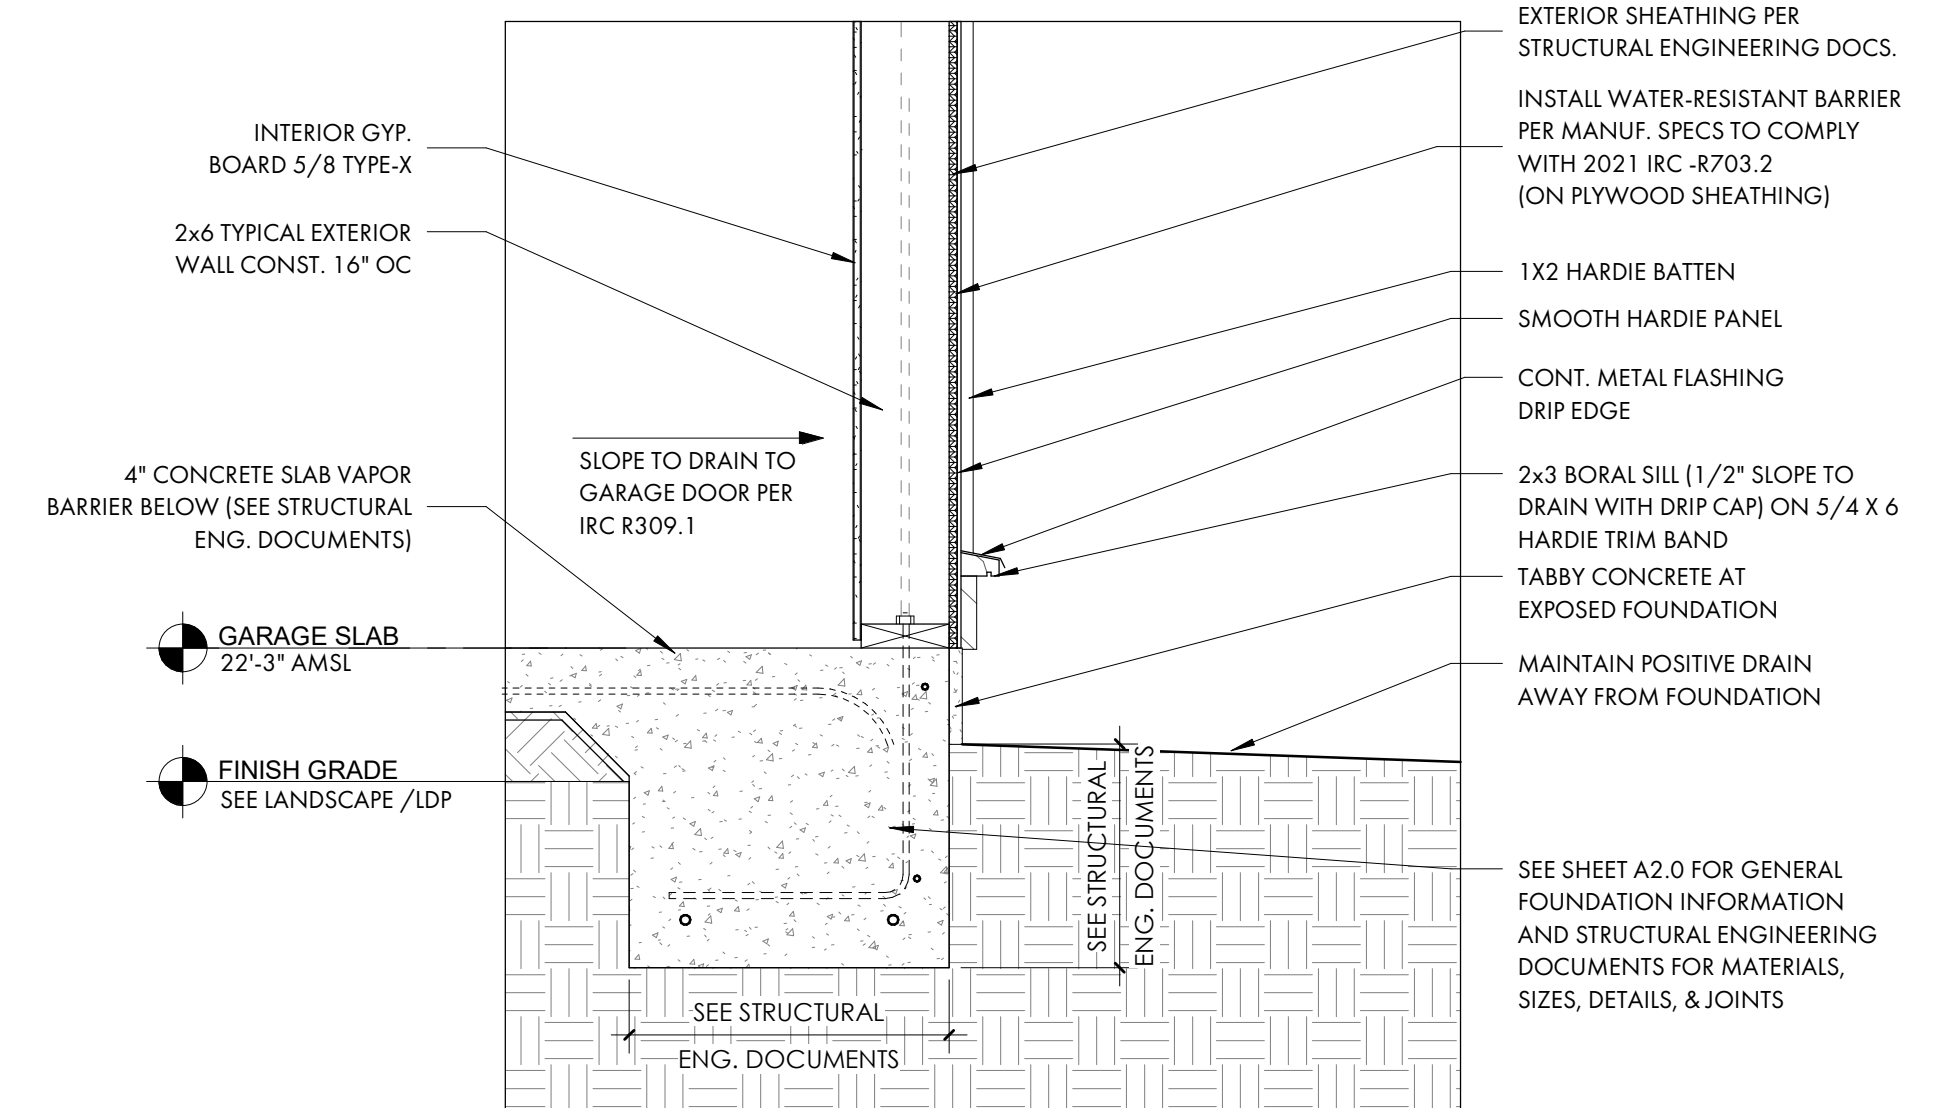 INTERIOR GYP.
BOARD 5/8 TYPE-X
2x6 TYPICAL EXTERIOR
WALL CONST. 16" OC
SLOPE TO DRAIN TO
GARAGE DOOR PER
IRC R309.1
4" CONCRETE SLAB VAPOR
BARRIER BELOW (SEE STRUCTURAL
ENG. DOCUMENTS)
GARAGE SLAB
22'-3" AMSL
FINISH GRADE
SEE LANDSCAPE /LDP
EXTERIOR SHEATHING PER
STRUCTURAL ENGINEERING DOCS.
INSTALL WATER-RESISTANT BARRIER
PER MANUF. SPECS TO COMPLY
WITH 2021 IRC -R703.2
(ON PLYWOOD SHEATHING)
1X2 HARDIE BATTEN
SMOOTH HARDIE PANEL
CONT. METAL FLASHING
DRIP EDGE
2x3 BORAL SILL (1/2" SLOPE TO
DRAIN WITH DRIP CAP) ON 5/4 X 6
HARDIE TRIM BAND
TABBY CONCRETE AT
EXPOSED FOUNDATION
MAINTAIN POSITIVE DRAIN
AWAY FROM FOUNDATION
SEE STRUCTURAL
ENG. DOCUMENTS
SEE SHEET A2.0 FOR GENERAL
FOUNDATION INFORMATION
AND STRUCTURAL ENGINEERING
DOCUMENTS FOR MATERIALS,
SIZES, DETAILS, & JOINTS
SEE STRUCTURAL
ENG. DOCUMENTS